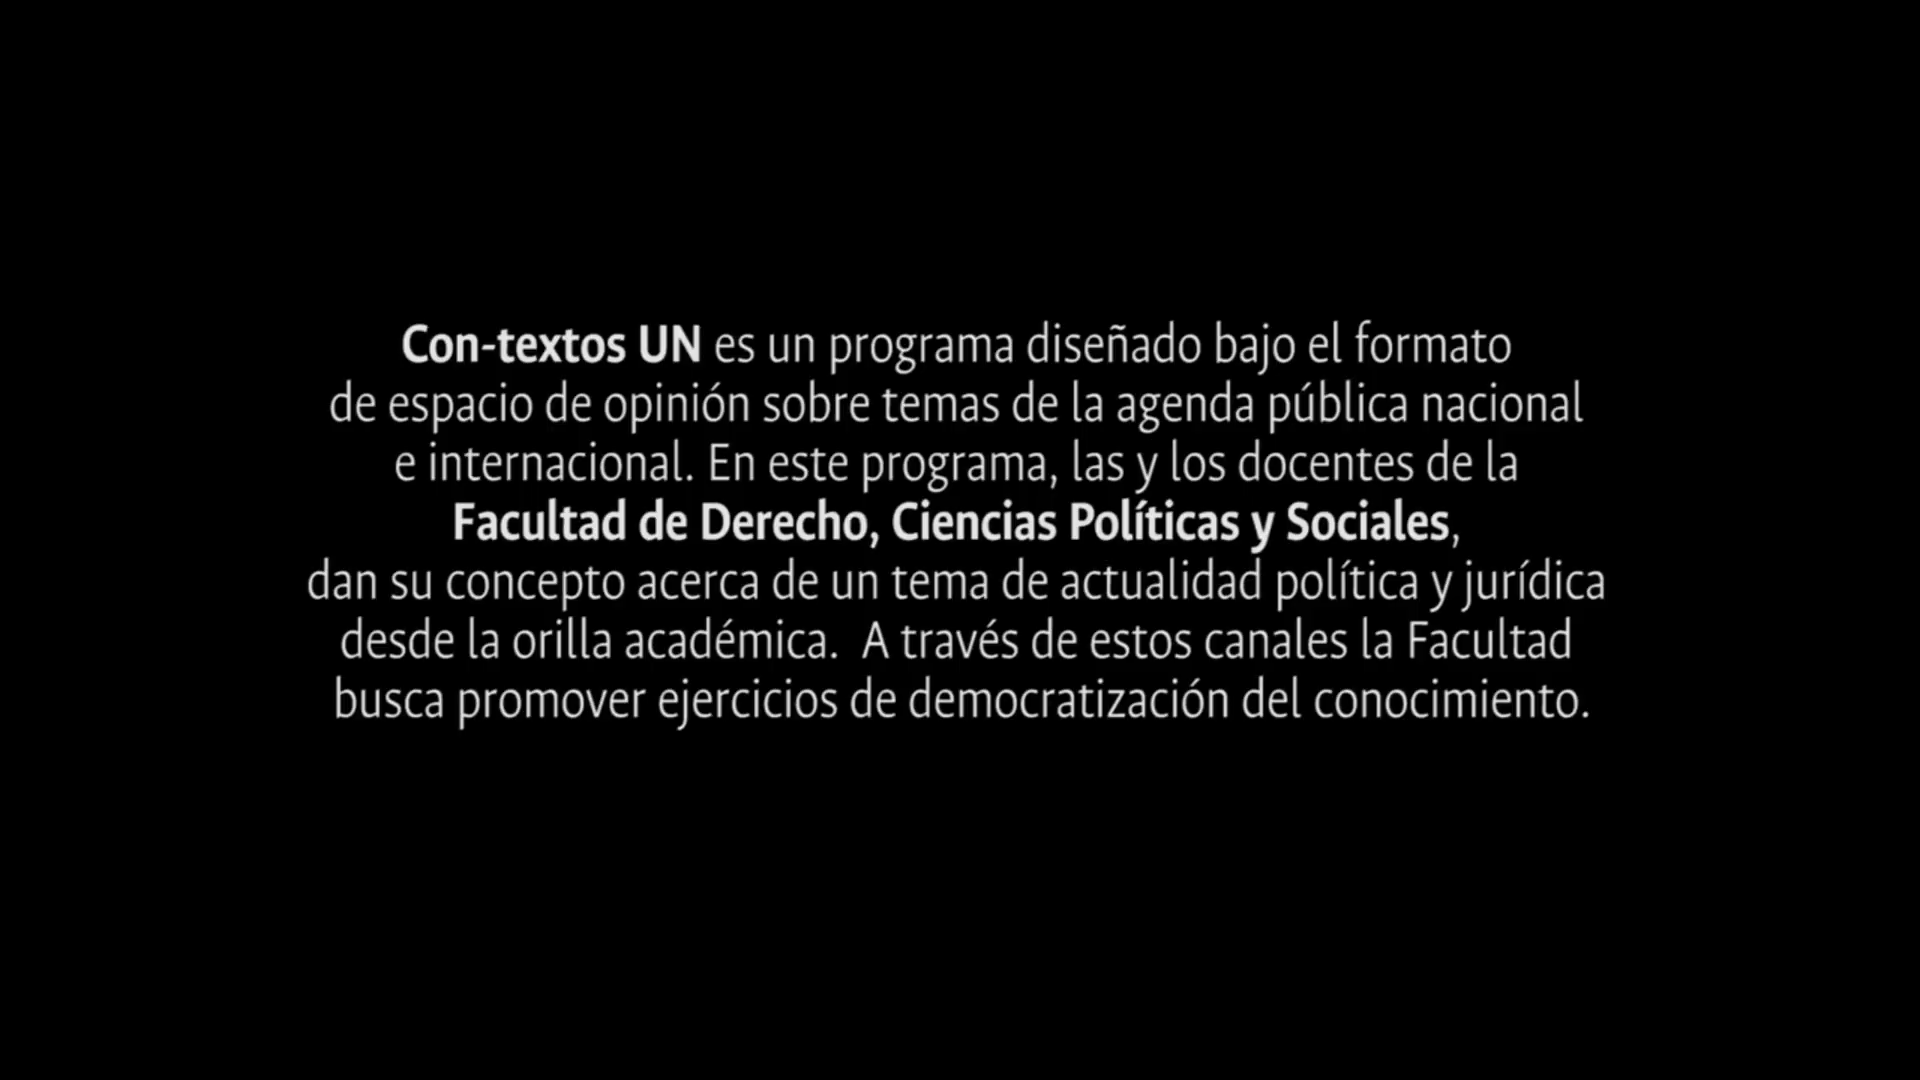 Con-textos UN es un programa diseñado bajo el formato
de espacio de opinión sobre temas de la agenda pública nacional
e internacional. En este programa, las y los docentes de la
Facultad de Derecho, Ciencias Políticas y Sociales,
dan su concepto acerca de un tema de actualidad política y jurídica
desde la orilla académica.  A través de estos canales la Facultad
busca promover ejercicios de democratización del conocimiento.